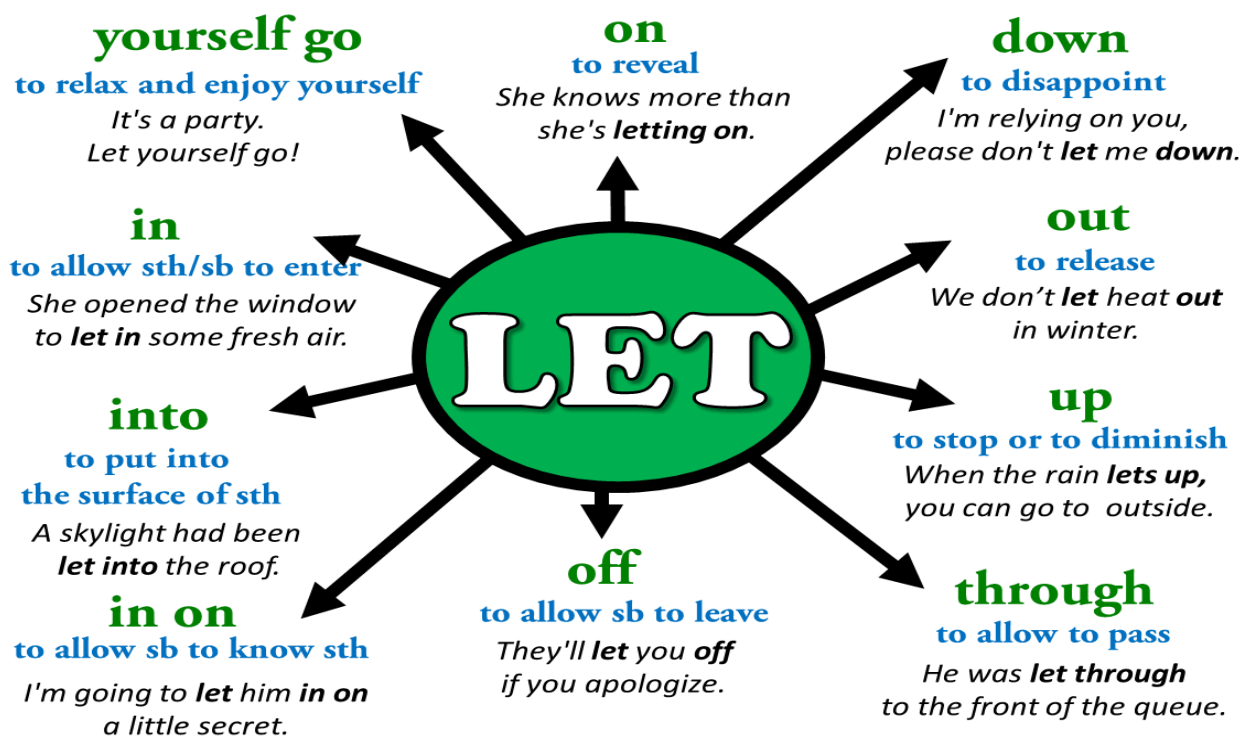 yourself go
to relax and enjoy yourself
It's a party.
Let yourself go!
on
to reveal
She knows more than
she's letting on.
down
to disappoint
I'm relying on you,
please don't let me down.
in
to allow sth/sb to enter
She opened the window
to let in some fresh air.
out
to release
We don’t let heat out
in winter.
LET
into
to put into
the surface of sth
A skylight had been
let into the roof.
up
to stop or to diminish
When the rain lets up,
you can go to outside.
in on
to allow sb to know sth
I'm going to let him in on
a little secret.
off
to allow sb to leave
They'll let you off
if you apologize.
through
to allow to pass
He was let through
to the front of the queue.